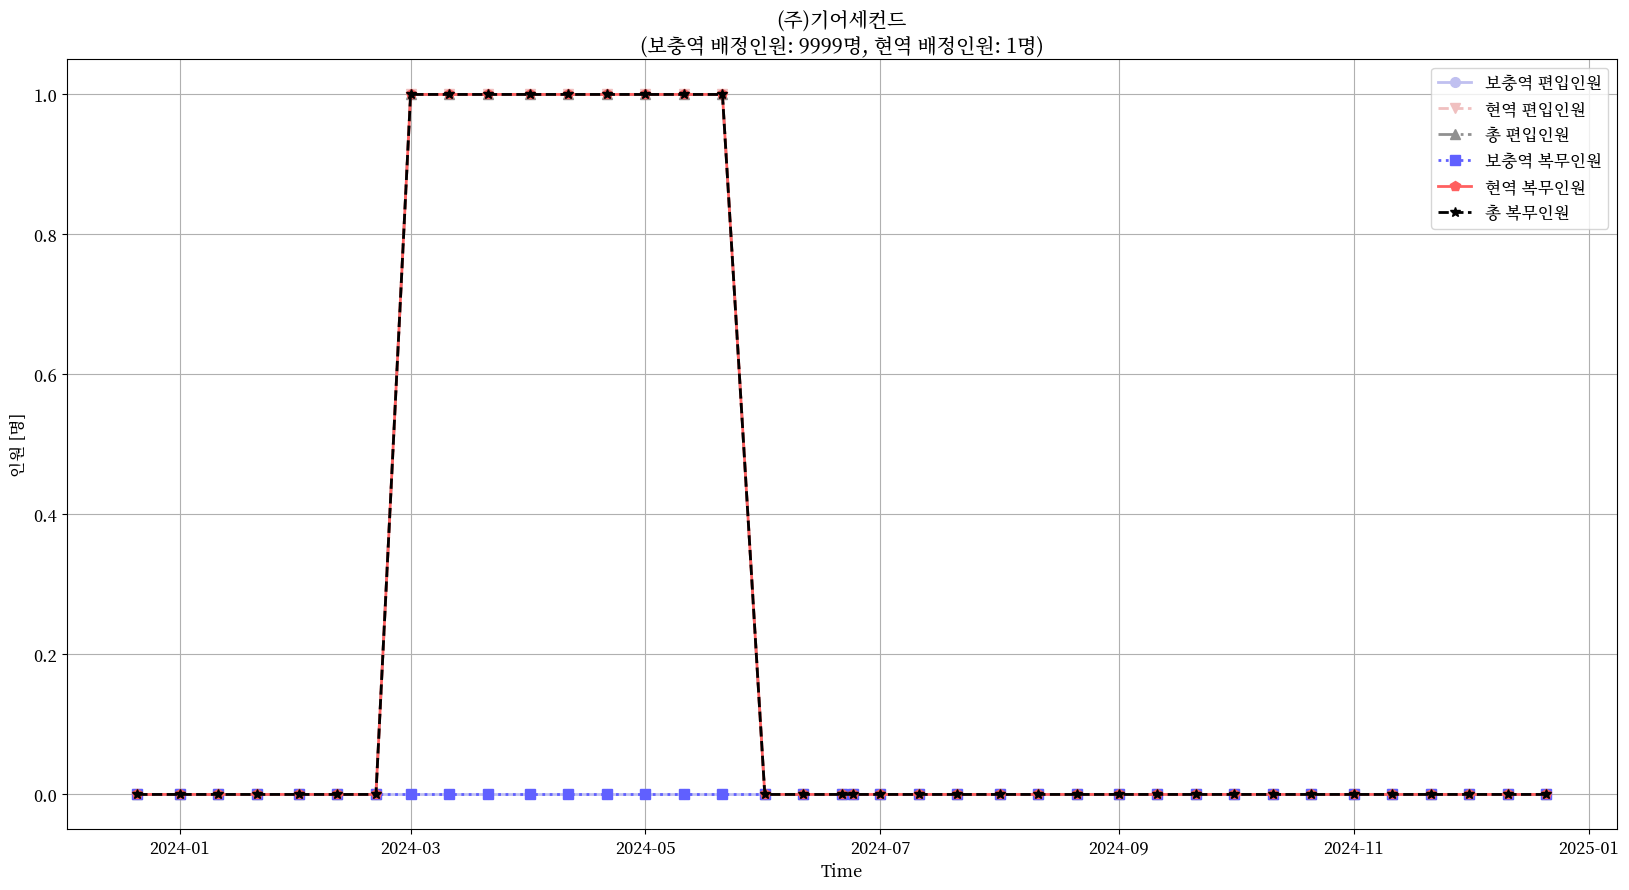 (주)기어세컨드
(보충역 배정인원: 9999명, 현역 배정인원: 1명)
보충역 편입인원
현역 편입인원
총 편입인원
보충역 복무인원
현역 복무인원
총 복무인원
1.0
0.8
0.6
0.4
0.2
0.0
인원 [명]
2024-01
2024-03
2024-05
2024-07
2024-09
2024-11
2025-01
Time